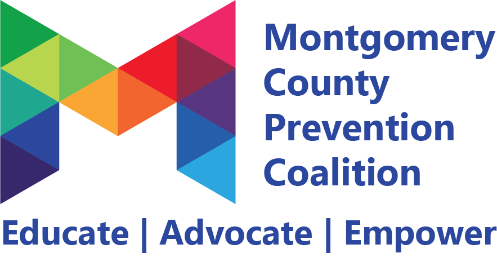 Montgomery
County
Prevention
Coalition
Educate | Advocate | Empower